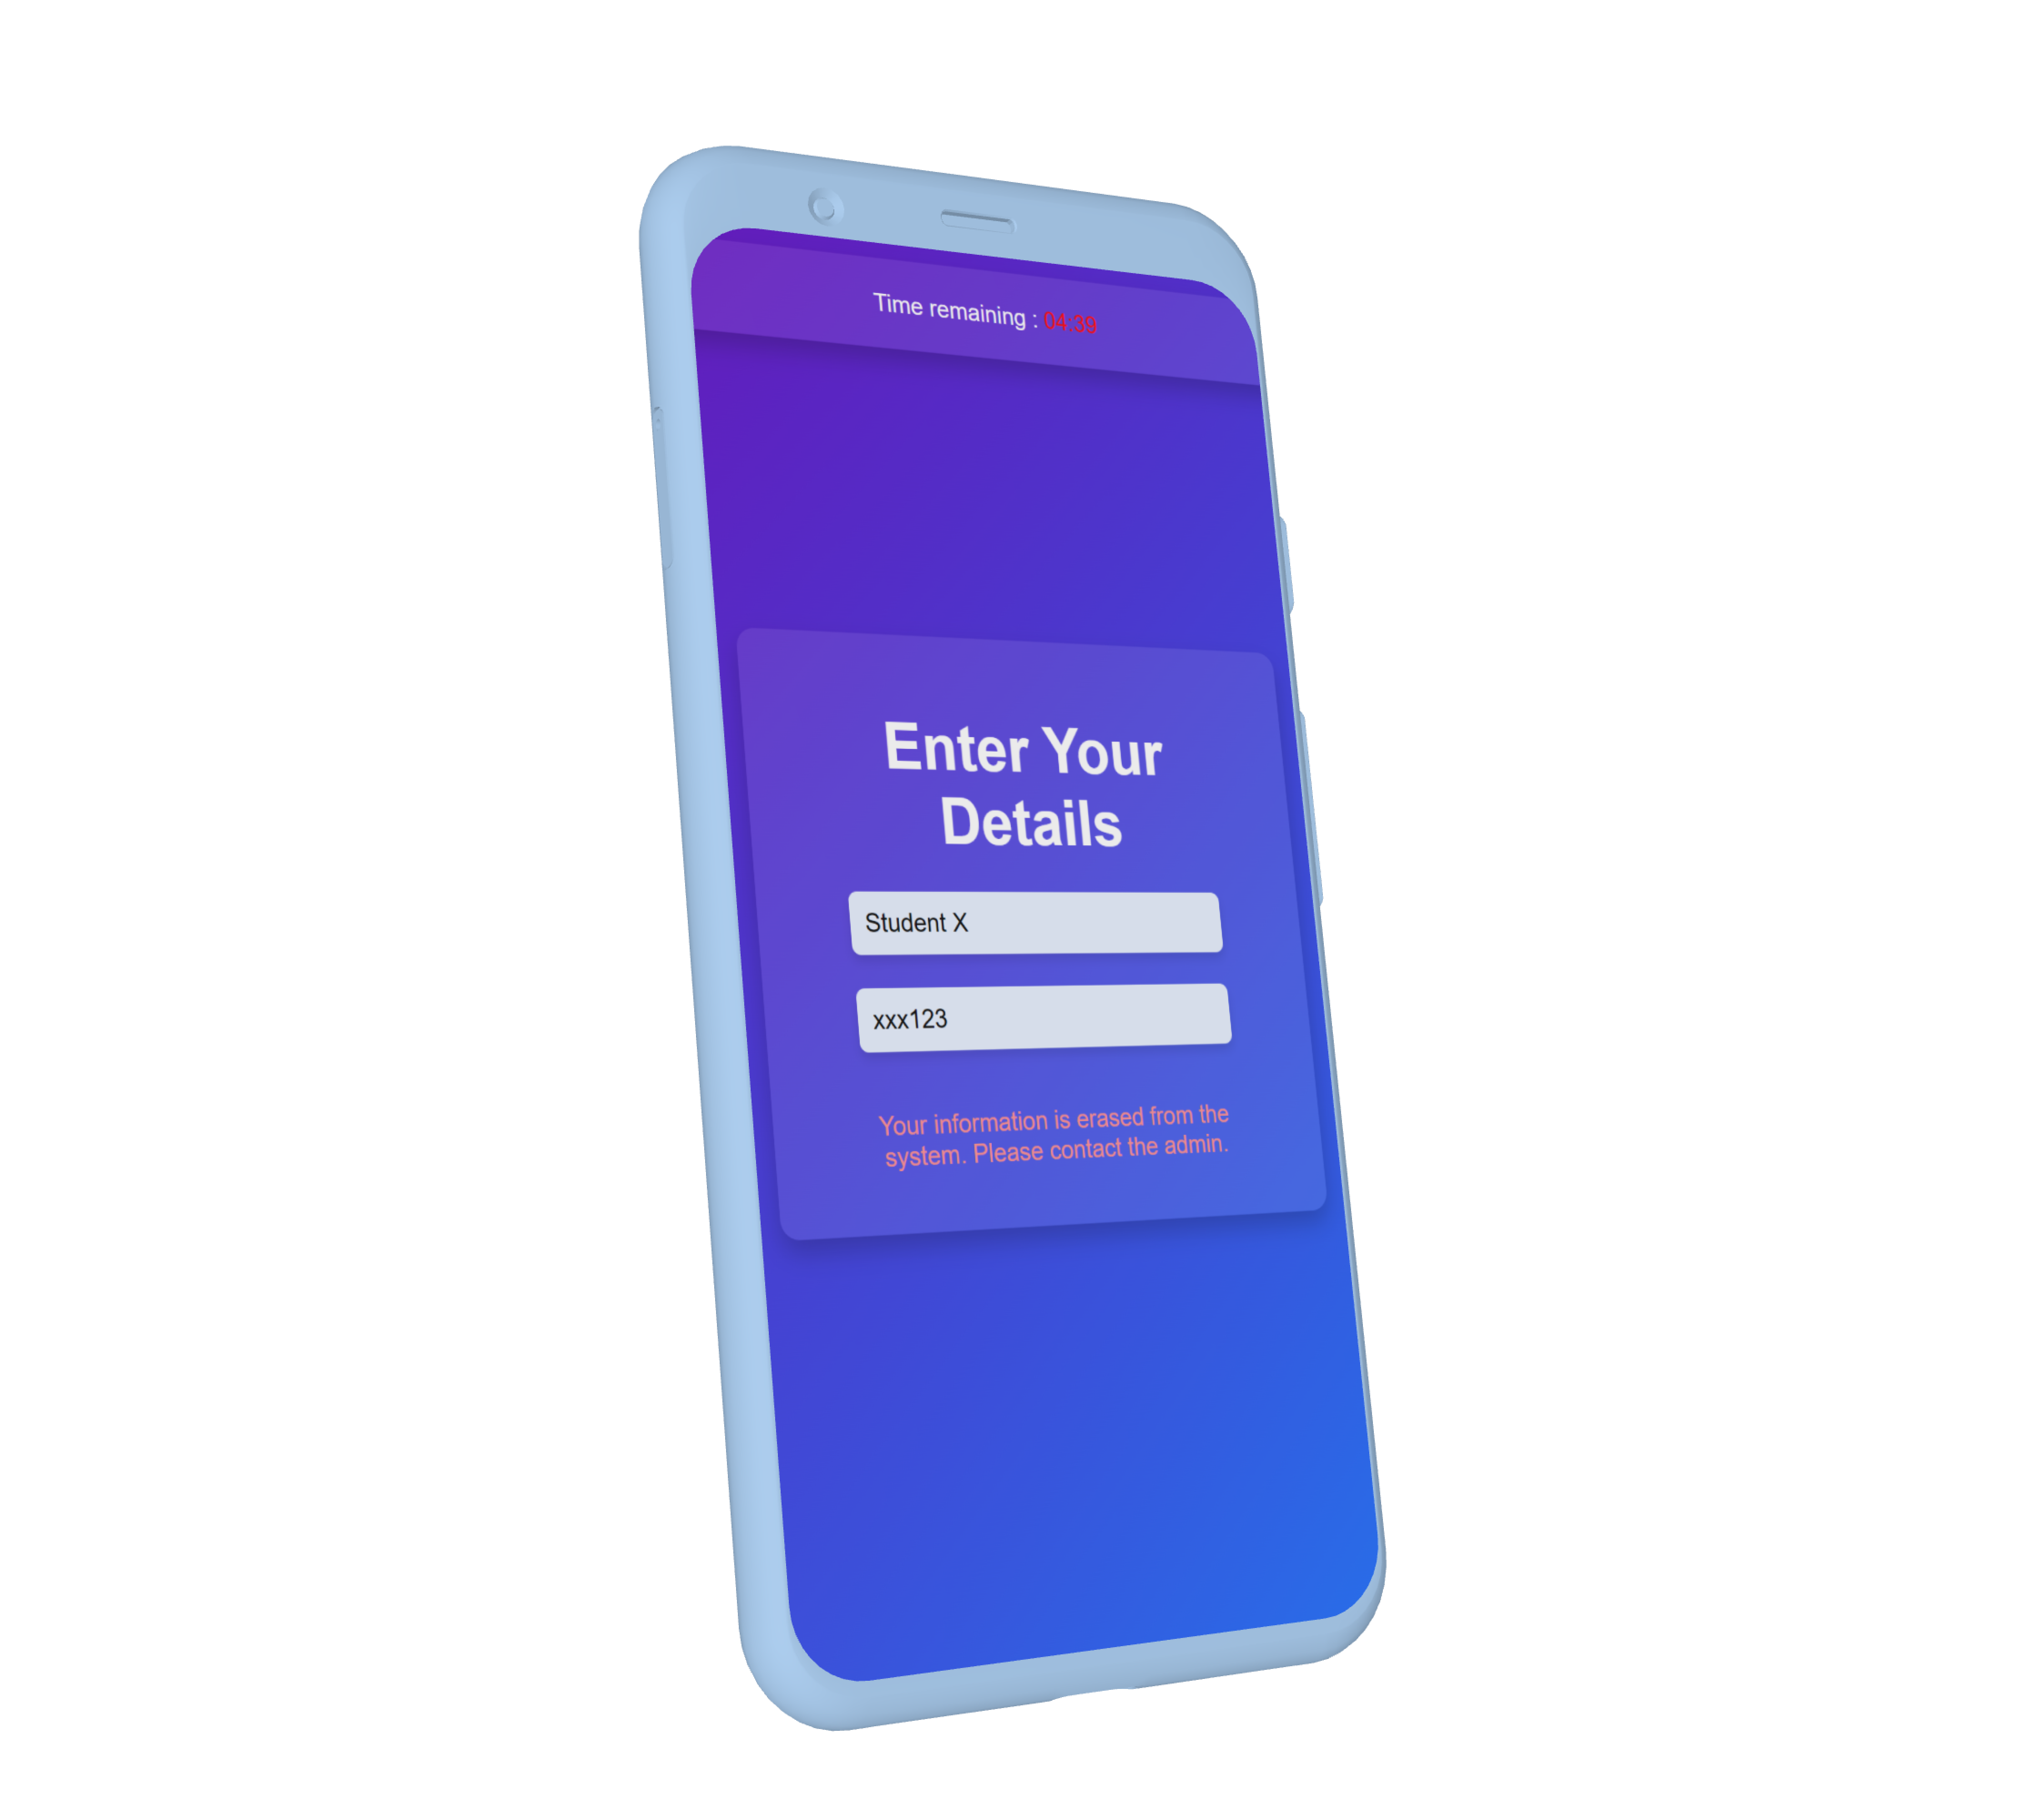 Time remaining : 04:39
Enter Your
Details
Student X
xxx123
Your information is erased from the
system. Please contact the admin.